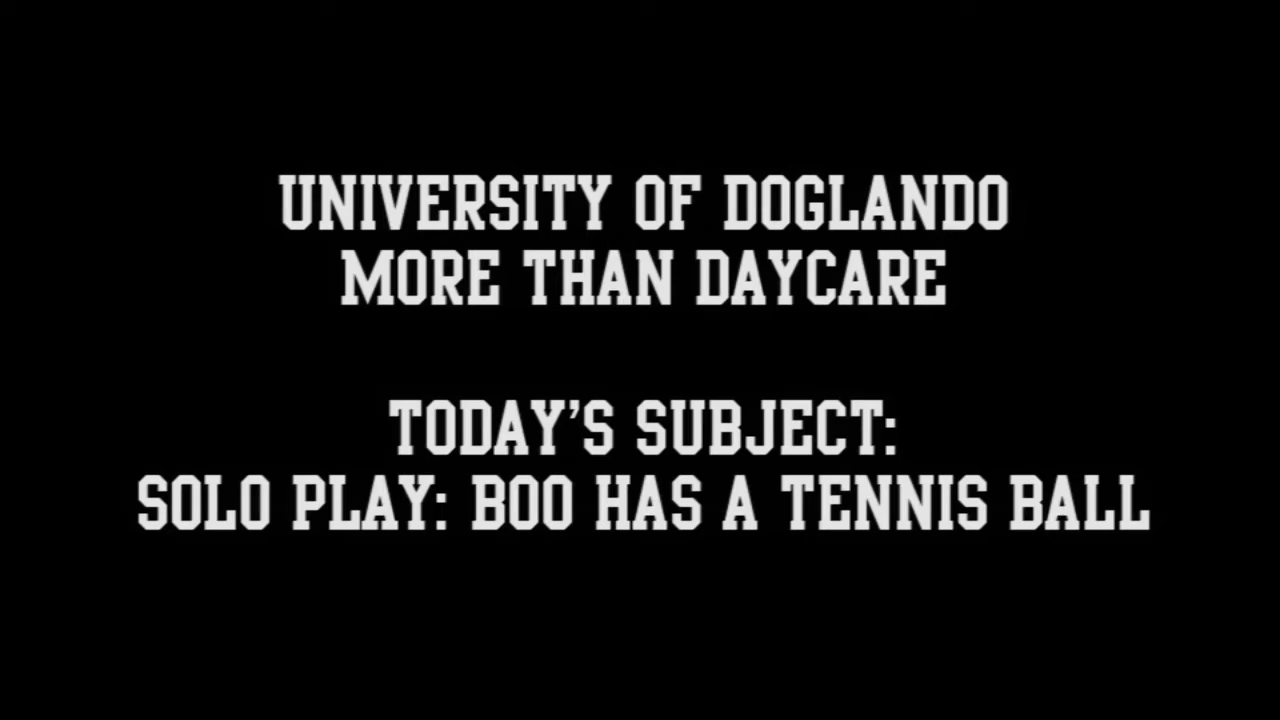 UNIVERSITY OF DOGLANDO
MORE THAN DAYCARE
TODAY'S SUBJECT:
SOLO PLAY: BOO HAS A TENNIS BALL